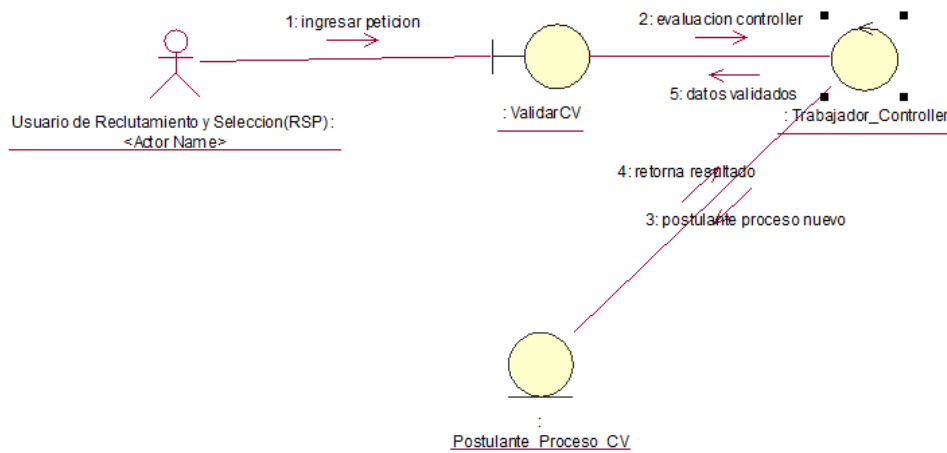 1: ingresar peticion
2: evaluacion controller
5: datos validados
Usuario de Reclutamiento y Seleccion(RSP) :
<Actor Name>
: ValidarCV
: Trabajador_Controller
4: retorna resultado
3: postulante proceso nuevo
:
Postulante_Proceso_CV